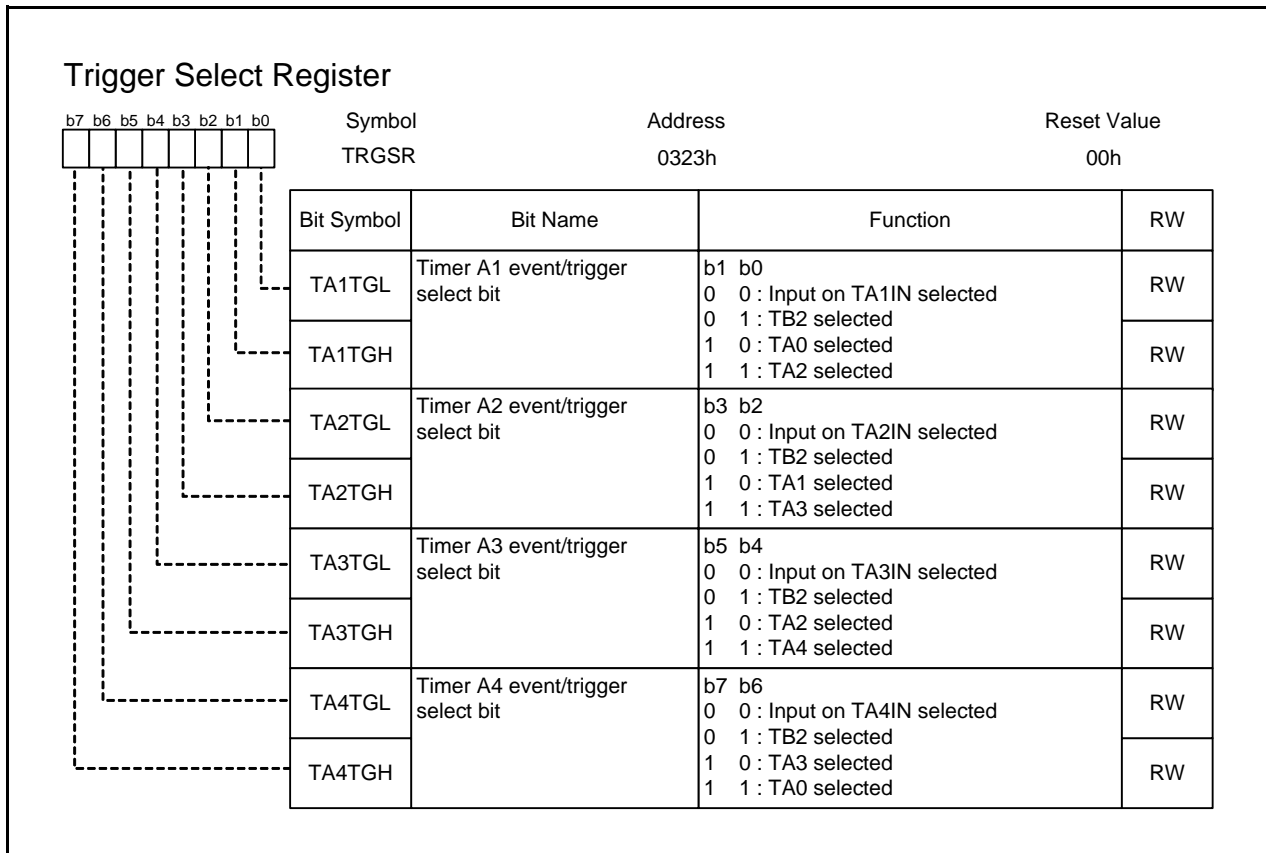 Trigger Select Register
b7 b6 b5 b4 b3 b2 b1 b0
Symbol Address Reset Value
TRGSR 0323h 00h
Bit Symbol Bit Name Function RW
TA1TGL Timer A1 event/trigger select bit RW
TA1TGH RW
b1 b0
0 0 : Input on TA1IN selected
0 1 : TB2 selected
1 0 : TA0 selected
1 1 : TA2 selected
TA2TGL Timer A2 event/trigger select bit RW
TA2TGH RW
b3 b2
0 0 : Input on TA2IN selected
0 1 : TB2 selected
1 0 : TA1 selected
1 1 : TA3 selected
TA3TGL Timer A3 event/trigger select bit RW
TA3TGH RW
b5 b4
0 0 : Input on TA3IN selected
0 1 : TB2 selected
1 0 : TA2 selected
1 1 : TA4 selected
TA4TGL Timer A4 event/trigger select bit RW
TA4TGH RW
b7 b6
0 0 : Input on TA4IN selected
0 1 : TB2 selected
1 0 : TA3 selected
1 1 : TA0 selected